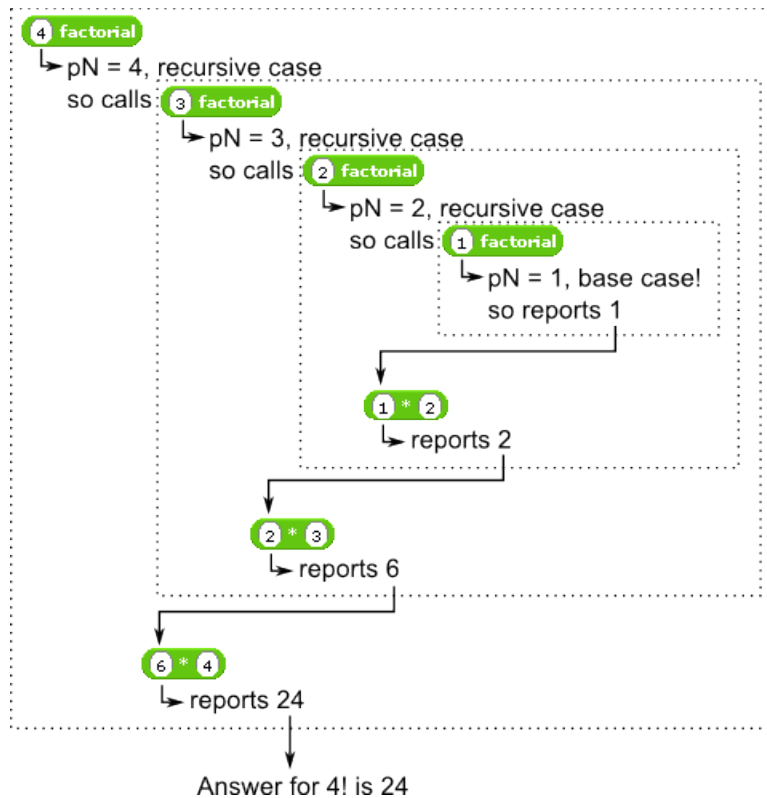 4 factorial
pN = 4, recursive case
so calls 3 factorial
pN = 3, recursive case
so calls 2 factorial
pN = 2, recursive case
so calls 1 factorial
pN = 1, base case!
so reports 1
1 * 2
reports 2
2 * 3
reports 6
6 * 4
reports 24
Answer for 4! is 24